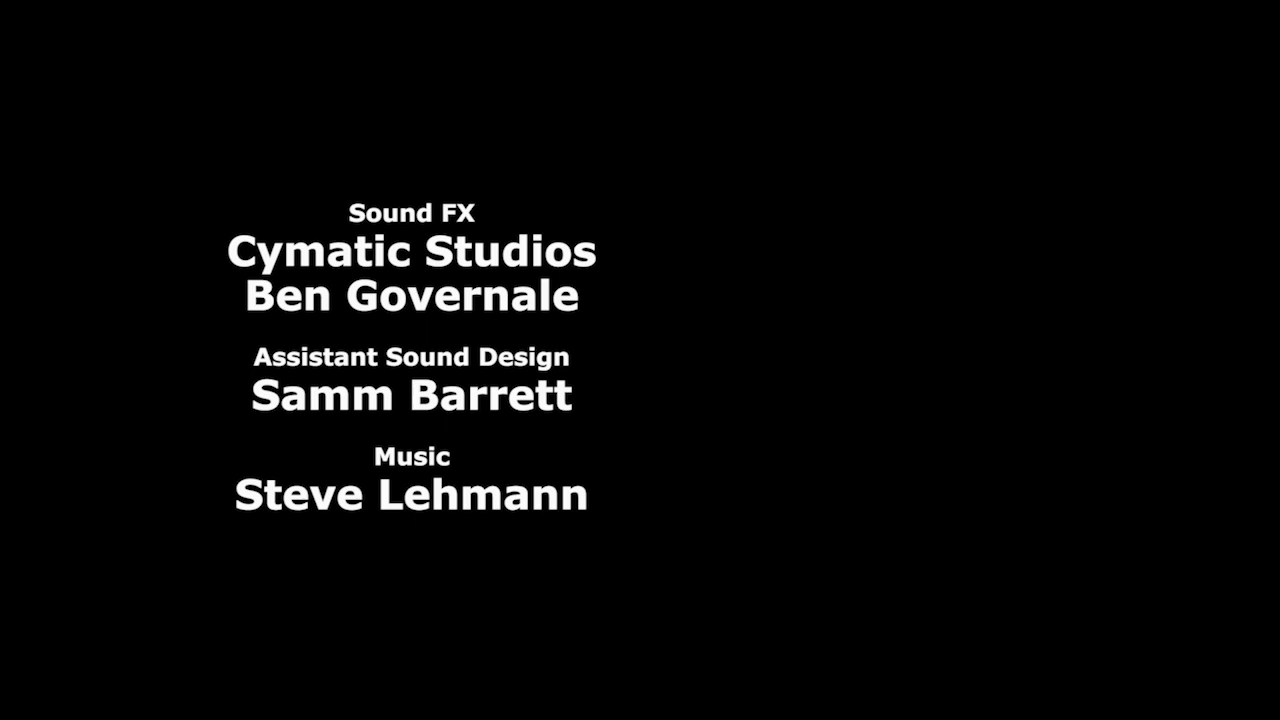 Sound FX
Cymatic Studios
Ben Governale
Assistant Sound Design
Samm Barrett
Music
Steve Lehmann